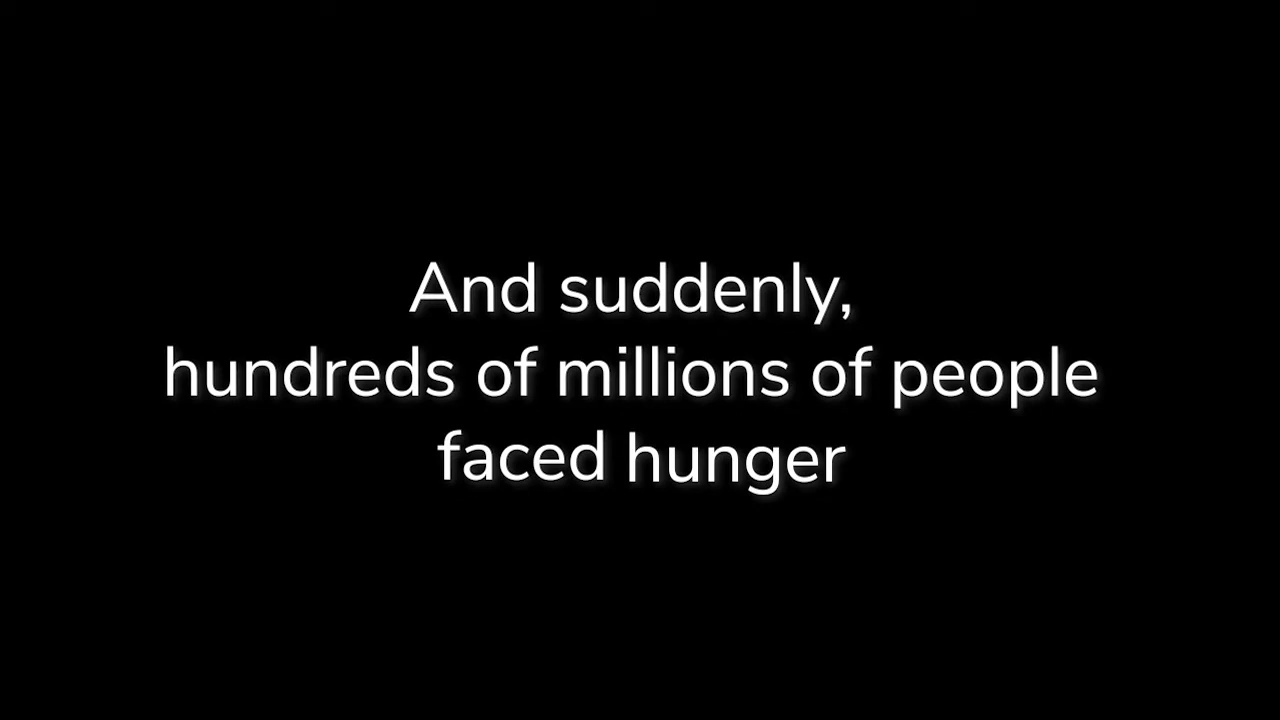 And suddenly,
hundreds of millions of people
faced hunger